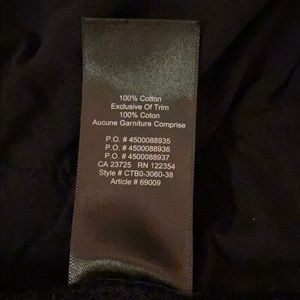 100% Cotton
Exclusive Of Trim
100% Coton
Aucune Garniture Comprise
P.O. # 4500088935
P.O. # 4500088936
P.O. # 4500088937
CA 23725 RN 122354
Style # CTB0-3060-38
Article # 69009